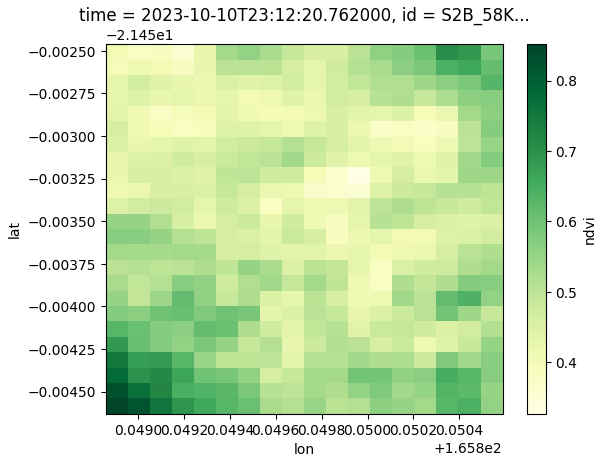 time = 2023-10-10T23:12:20.762000, id = S2B_58K...
−2.145e1
−0.00250
−0.00275
−0.00300
−0.00325
−0.00350
−0.00375
−0.00400
−0.00425
−0.00450
lat
0.0490 0.0492 0.0494 0.0496 0.0498 0.0500 0.0502 0.0504
lon
+1.658e2
0.8
0.7
0.6
0.5
0.4
ndvi